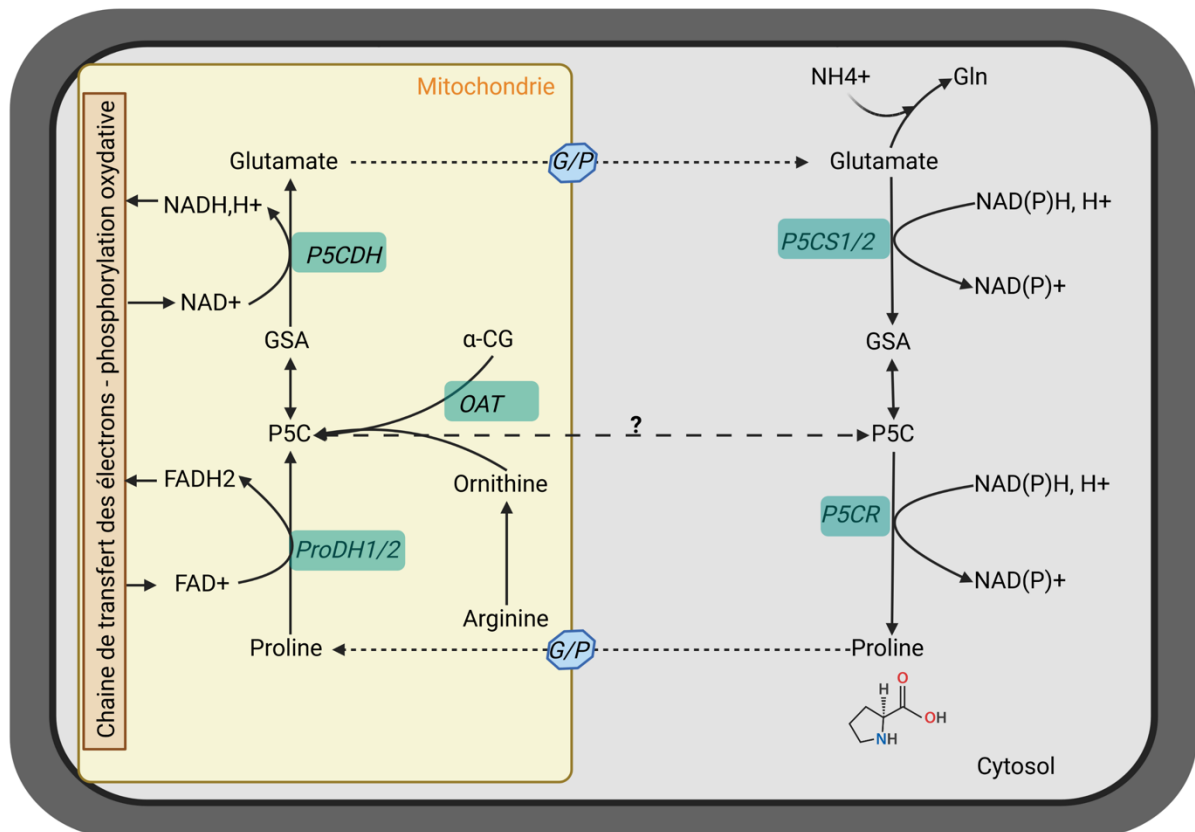 Mitochondrie
Chaine de transfert des électrons - phosphorylation oxydative
NH4+
Gln
Glutamate
G/P
Glutamate
NADH,H+
P5CDH
NAD+
GSA
α-CG
OAT
P5C
?
FADH2
Ornithine
ProDH1/2
FAD+
Arginine
Proline
G/P
NAD(P)H, H+
P5CS1/2
NAD(P)+
GSA
P5C
NAD(P)H, H+
P5CR
NAD(P)+
Proline
H
O
OH
NH
Cytosol